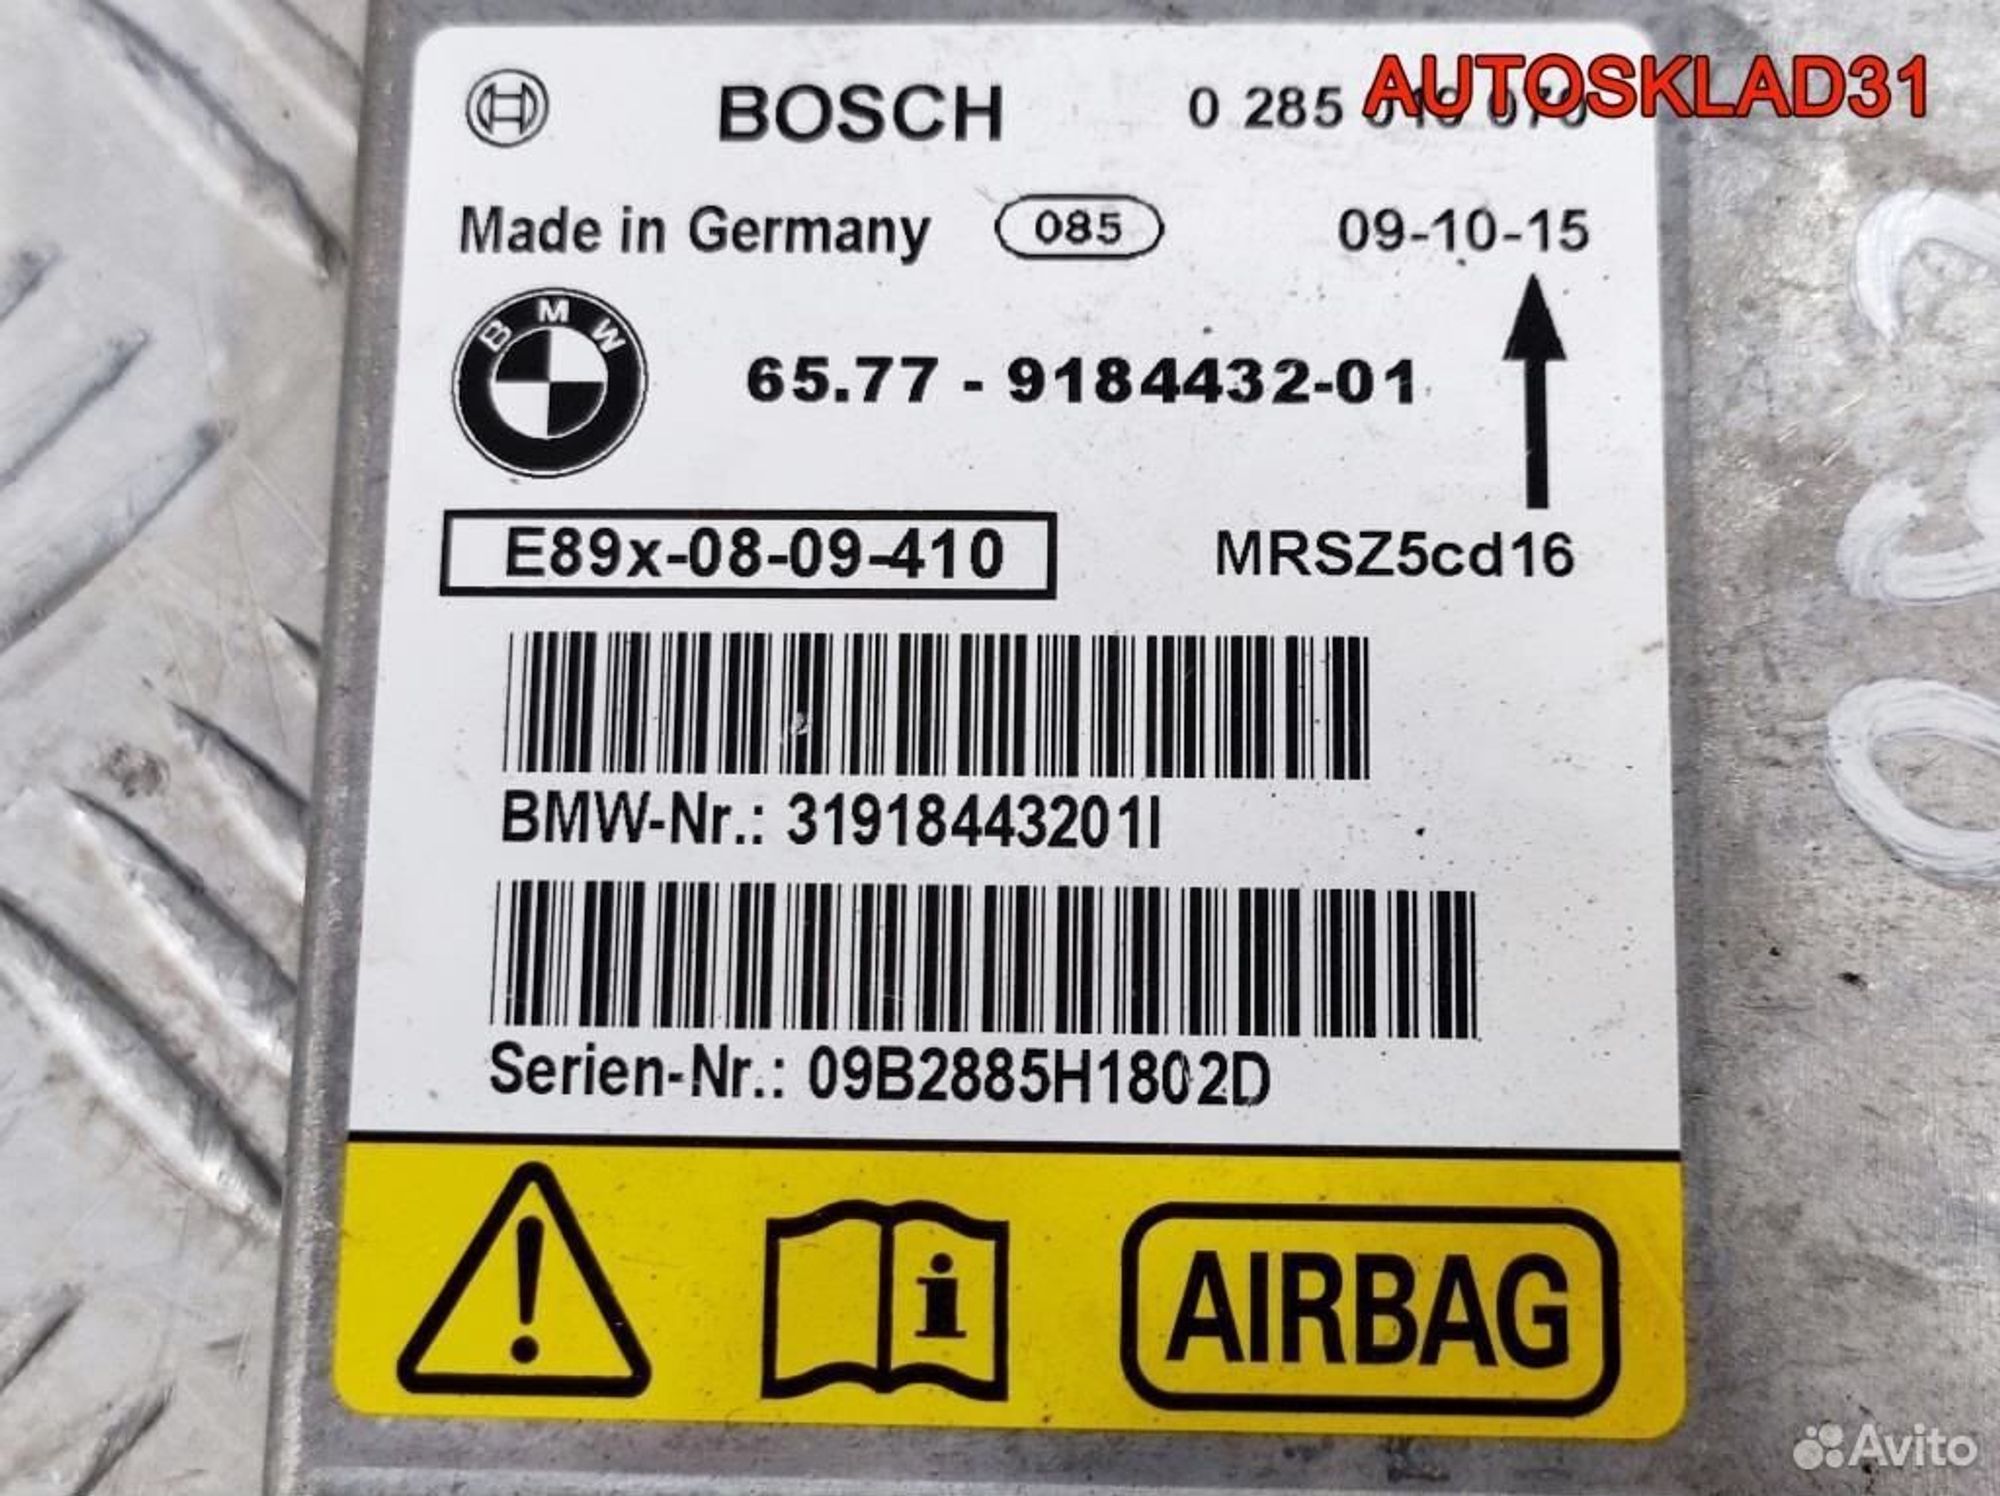 BOSCH 0 285
AUTOSKLAD31
Made in Germany 085 09-10-15
BMW
65.77 - 9184432-01
E89x-08-09-410 MRSZ5cd16
BMW-Nr.: 31918443201I
Serien-Nr.: 09B2885H1802D
AIRBAG
Avito